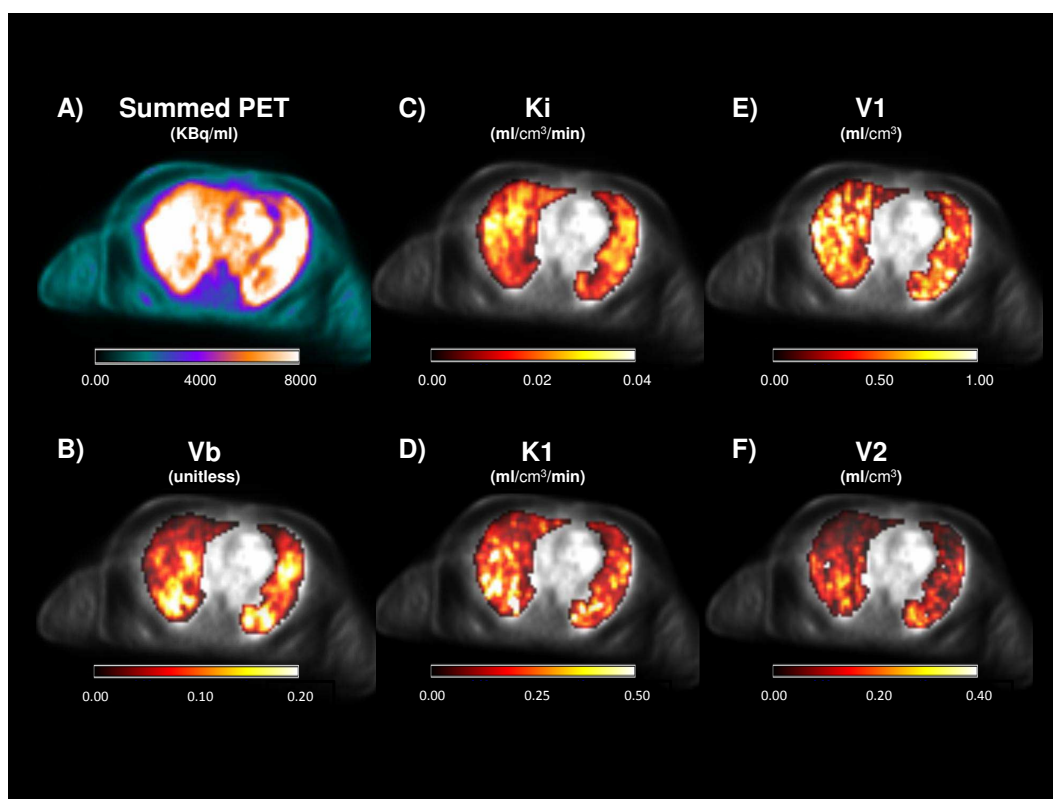 A) Summed PET
(KBq/ml)
0.00 4000 8000
C) Ki
(ml/cm³/min)
0.00 0.02 0.04
E) V1
(ml/cm³)
0.00 0.50 1.00
B) Vb
(unitless)
0.00 0.10 0.20
D) K1
(ml/cm³/min)
0.00 0.25 0.50
F) V2
(ml/cm³)
0.00 0.20 0.40